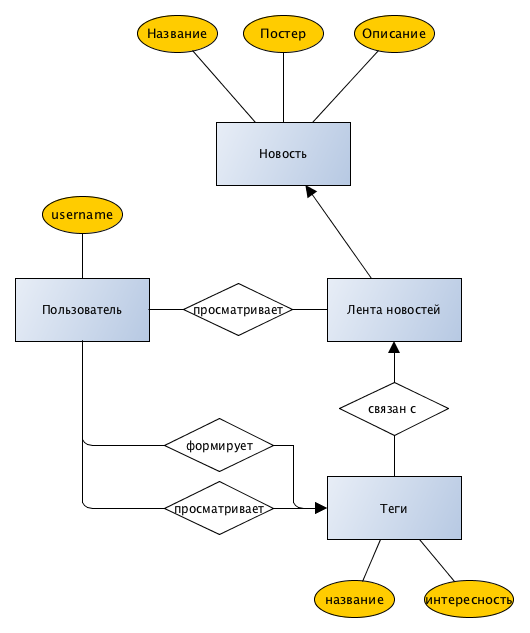 Название
Постер
Описание
Новость
username
Пользователь
просматривает
Лента новостей
связан с
формирует
просматривает
Теги
название
интересность